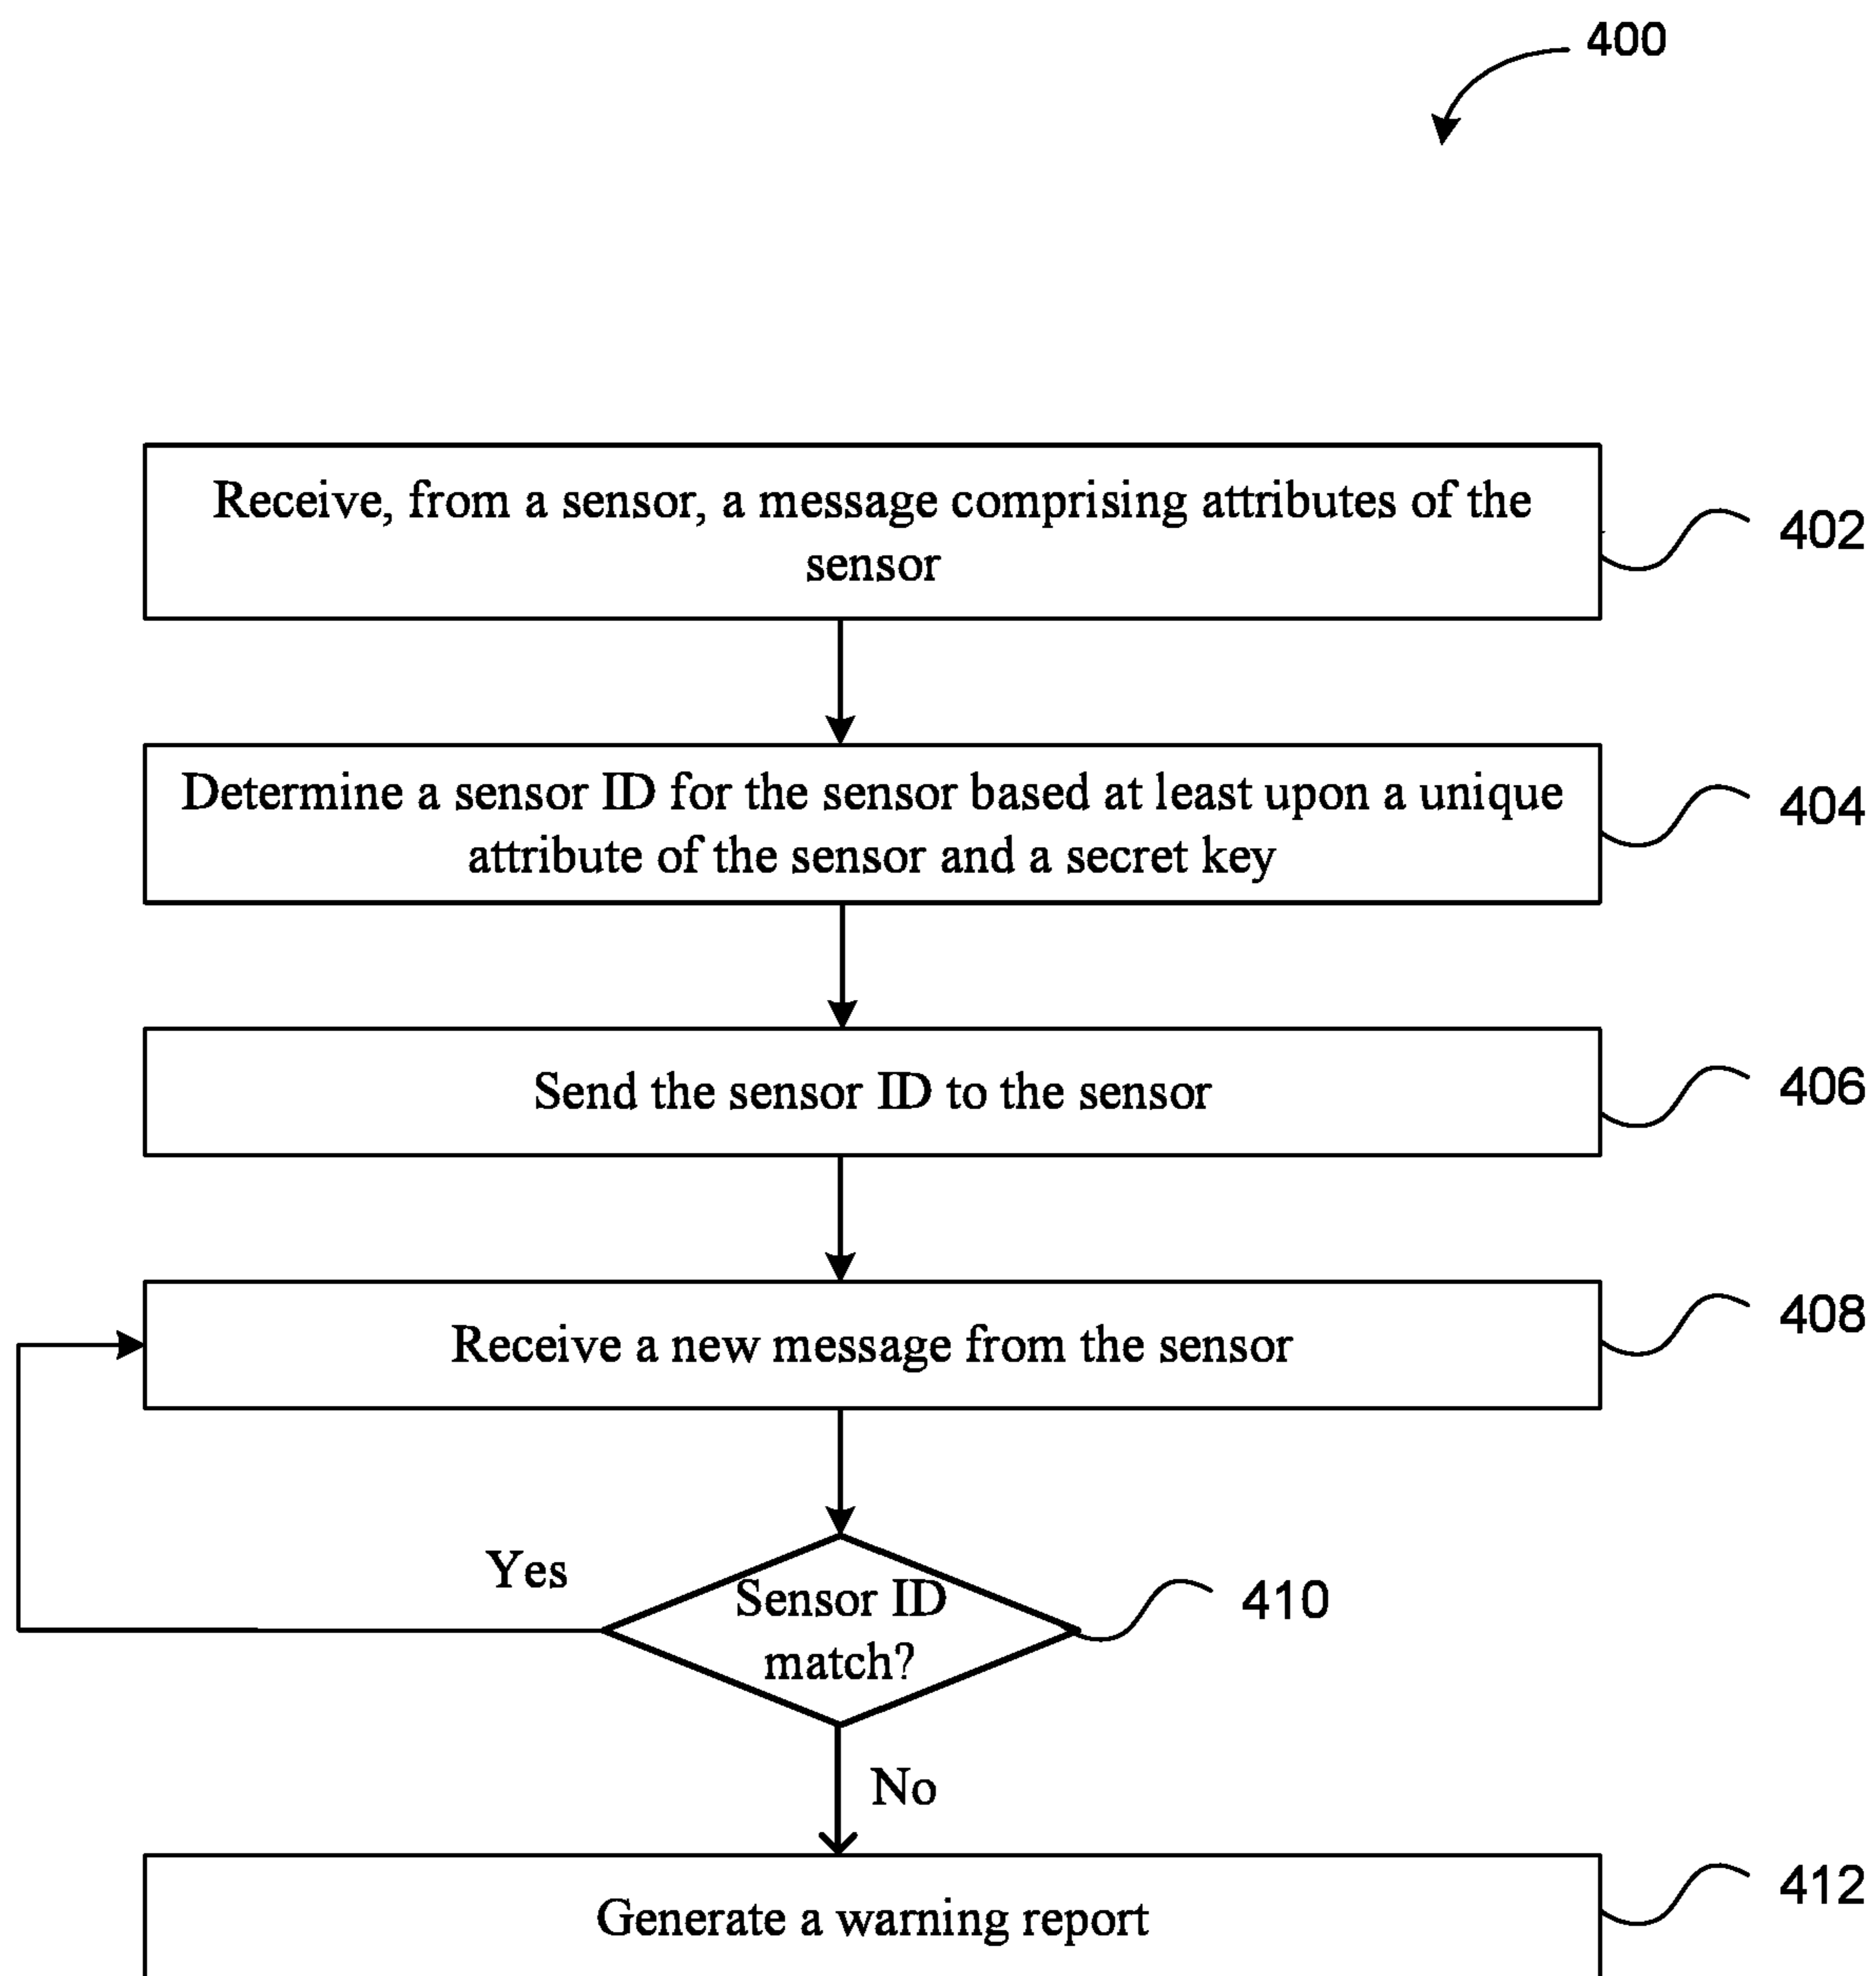 400
Receive, from a sensor, a message comprising attributes of the
sensor
402
Determine a sensor ID for the sensor based at least upon a unique
attribute of the sensor and a secret key
404
Send the sensor ID to the sensor
406
Receive a new message from the sensor
408
Yes
Sensor ID
match?
410
No
Generate a warning report
412